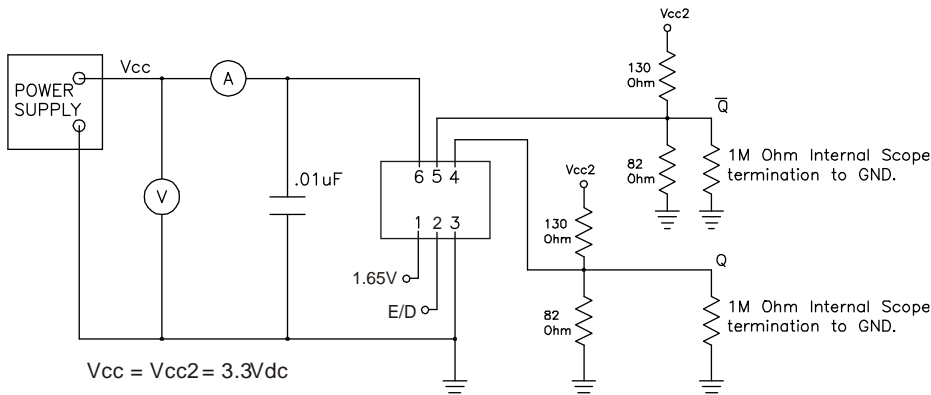 POWER
SUPPLY
Vcc
A
V
.01uF
6 5 4
1 2 3
1.65V
E/D
Vcc2
130
Ohm
Q̅
82
Ohm
1M Ohm Internal Scope
termination to GND.
Vcc2
130
Ohm
Q
82
Ohm
1M Ohm Internal Scope
termination to GND.
Vcc = Vcc2 = 3.3Vdc